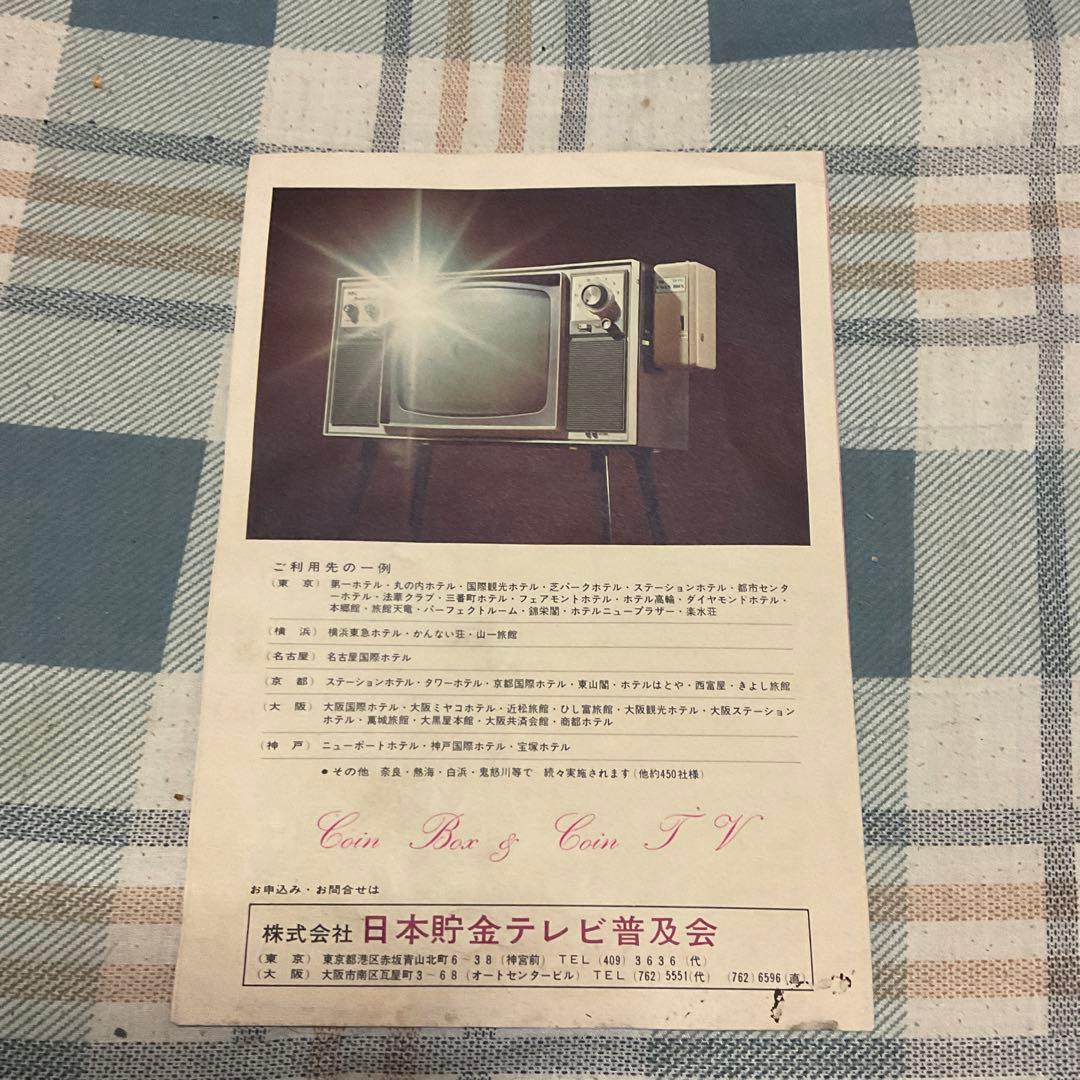 ご利用先の一例
(東 京) 第一ホテル・丸の内ホテル・国際観光ホテル・芝パークホテル・ステーションホテル・都市センタ
ーホテル・法華クラブ・三番町ホテル・フェアモントホテル・ホテル高輪・ダイヤモンドホテル・
本郷館・旅館天竜・パーフェクトルーム・錦栄閣・ホテルニュープラザー・楽水荘
(横 浜) 横浜東急ホテル・かんない荘・山一旅館
(名古屋) 名古屋国際ホテル
(京 都) ステーションホテル・タワーホテル・京都国際ホテル・東山閣・ホテルはとや・西富屋・きよし旅館
(大 阪) 大阪国際ホテル・大阪ミヤコホテル・近松旅館・ひし富旅館・大阪観光ホテル・大阪ステーション
ホテル・萬城旅館・大黒屋本館・大阪共済会館・商都ホテル
(神 戸) ニューポートホテル・神戸国際ホテル・宝塚ホテル
●その他 奈良・熱海・白浜・鬼怒川等で 続々実施されます(他約450社様)
Coin Box & Coin T V
お申込み・お問合せは
株式会社 日本貯金テレビ普及会
(東 京) 東京都港区赤坂青山北町6-38(神宮前) TEL (409) 3636 (代)
(大 阪) 大阪市南区瓦屋町3-68(オートセンタービル) TEL (762) 5551(代) (762) 6596 (直)